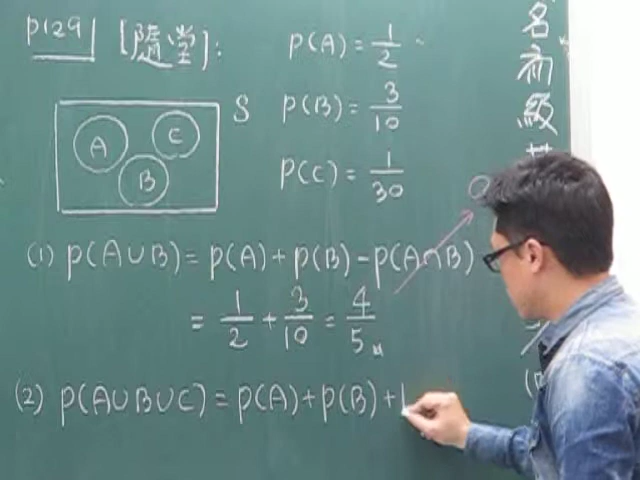 p129 [隨堂]:
P(A) = 1/2
P(B) = 3/10
P(C) = 1/30
S
A
B
C
(1) P(A∪B) = P(A) + P(B) - P(A∩B)
0
= 1/2 + 3/10 = 4/5
(2) P(A∪B∪C) = P(A) + P(B) +
名
級